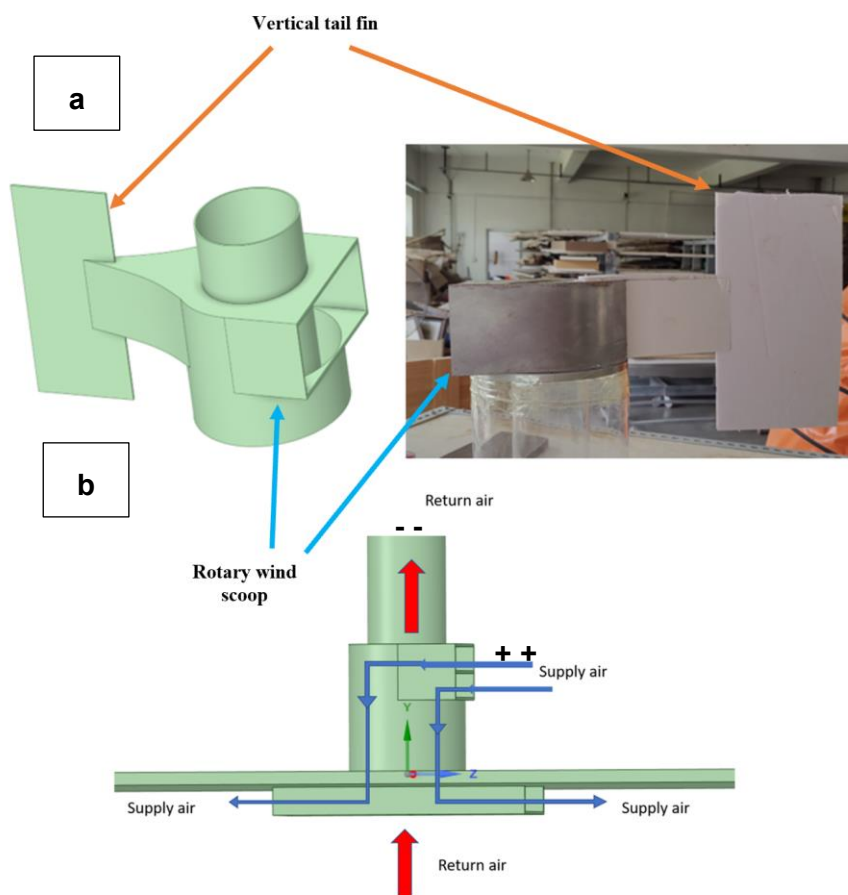 Vertical tail fin
a
b
Return air
- -
Rotary wind
scoop
+ +
Supply air
Y
Z
Supply air
Supply air
Return air